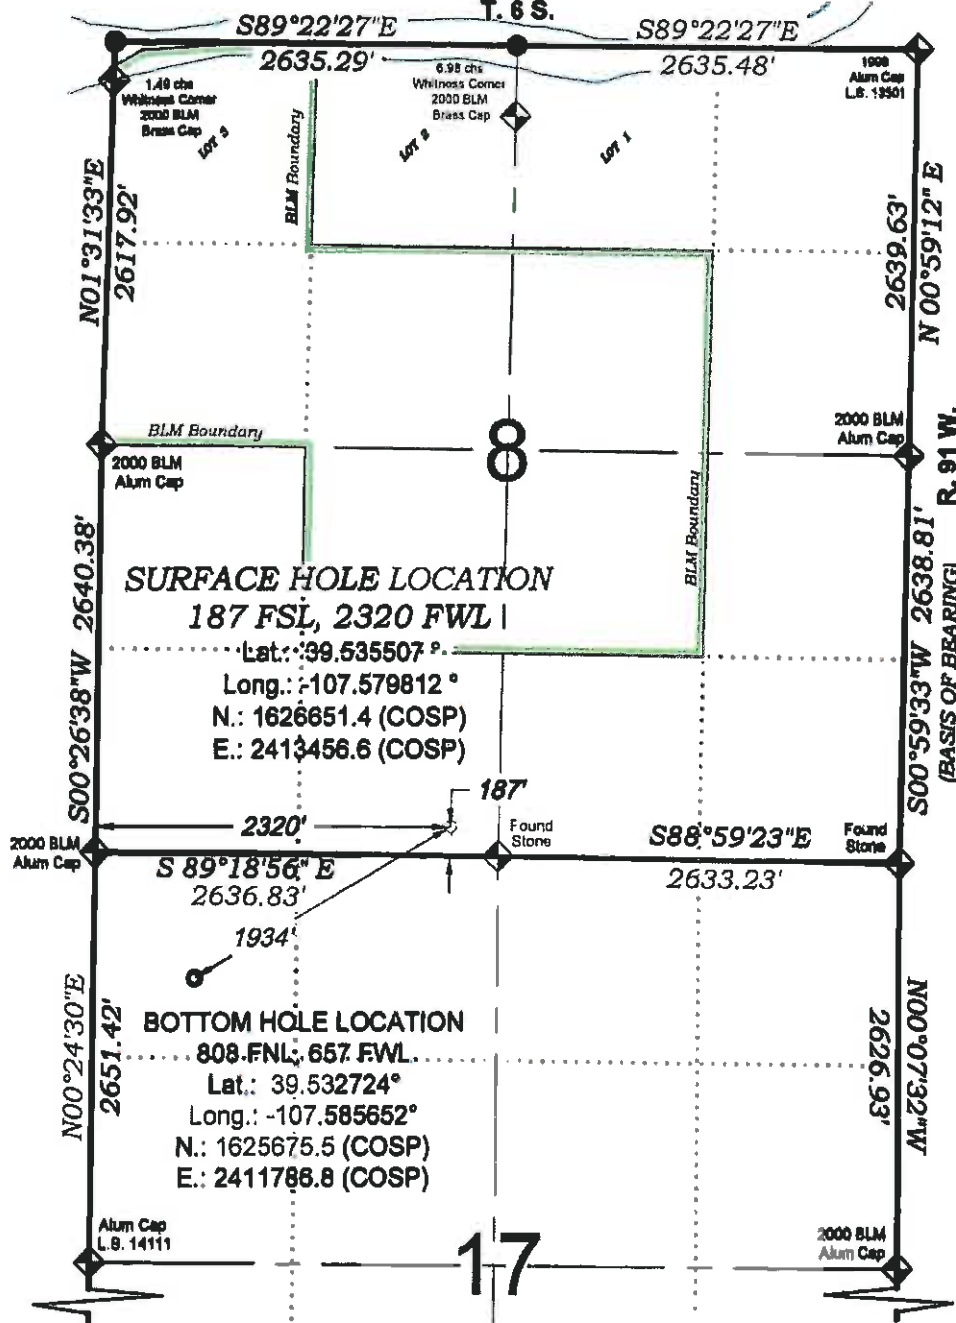 T. 6 S.
S89°22'27"E
2635.29'
S89°22'27"E
2635.48'
1.49 chs
Whitness Corner
2000 BLM
Brass Cap
6.98 chs
Whitness Corner
2000 BLM
Brass Cap
1998
Alum Cap
L.S. 13501
LOT 3
LOT 2
LOT 1
BLM Boundary
N01°31'33"E
2617.92'
2639.63'
N 00°59'12" E
BLM Boundary
2000 BLM
Alum Cap
8
2000 BLM
Alum Cap
R. 91 W.
BLM Boundary
S00°26'38"W 2640.38'
S00°59'33"W 2638.81'
(BASIS OF BEARING)
SURFACE HOLE LOCATION
187 FSL, 2320 FWL
Lat.: 39.535507 °
Long.: -107.579812 °
N.: 1626651.4 (COSP)
E.: 2413456.6 (COSP)
187'
2320'
Found
Stone
S88°59'23"E
2633.23'
Found
Stone
2000 BLM
Alum Cap
S 89°18'56" E
2636.83'
1934'
N00°24'30"E
2651.42'
N00°07'32"W
2626.93'
BOTTOM HOLE LOCATION
808 FNL, 657 FWL
Lat.: 39.532724°
Long.: -107.585652°
N.: 1625675.5 (COSP)
E.: 2411786.8 (COSP)
Alum Cap
L.S. 14111
17
2000 BLM
Alum Cap